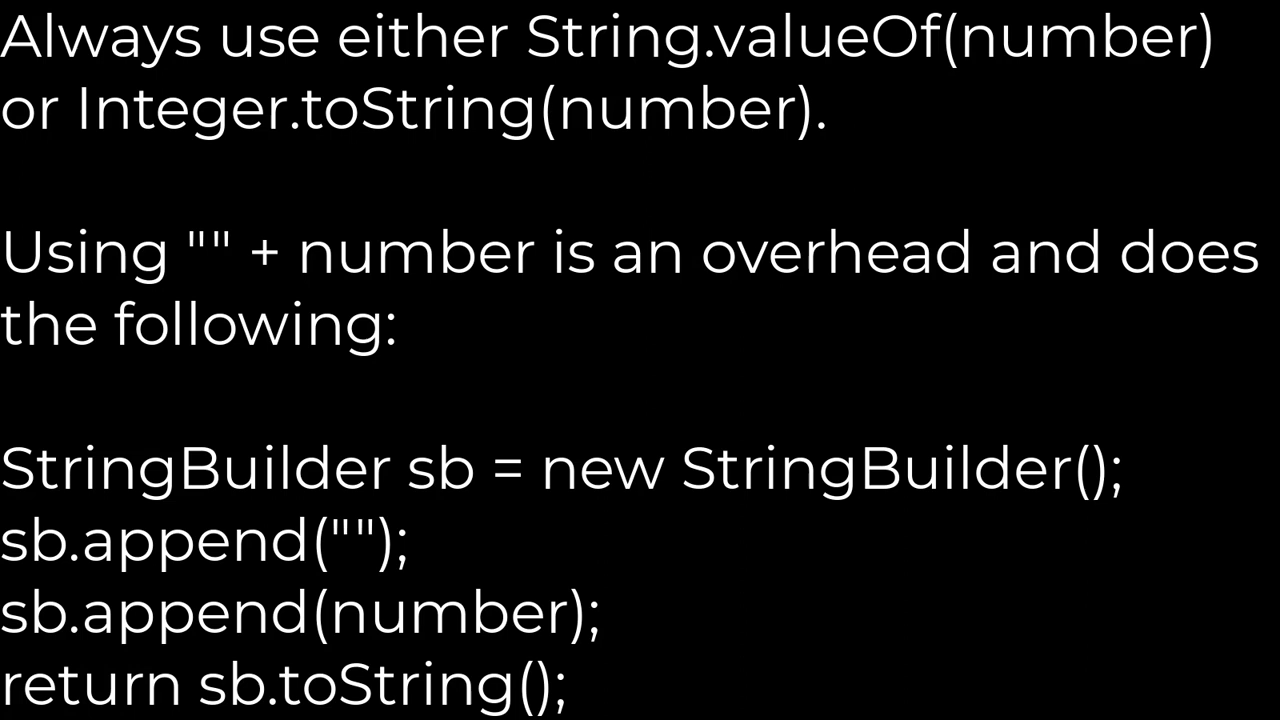 Always use either String.valueOf(number)
or Integer.toString(number).
Using "" + number is an overhead and does
the following:
StringBuilder sb = new StringBuilder();
sb.append("");
sb.append(number);
return sb.toString();